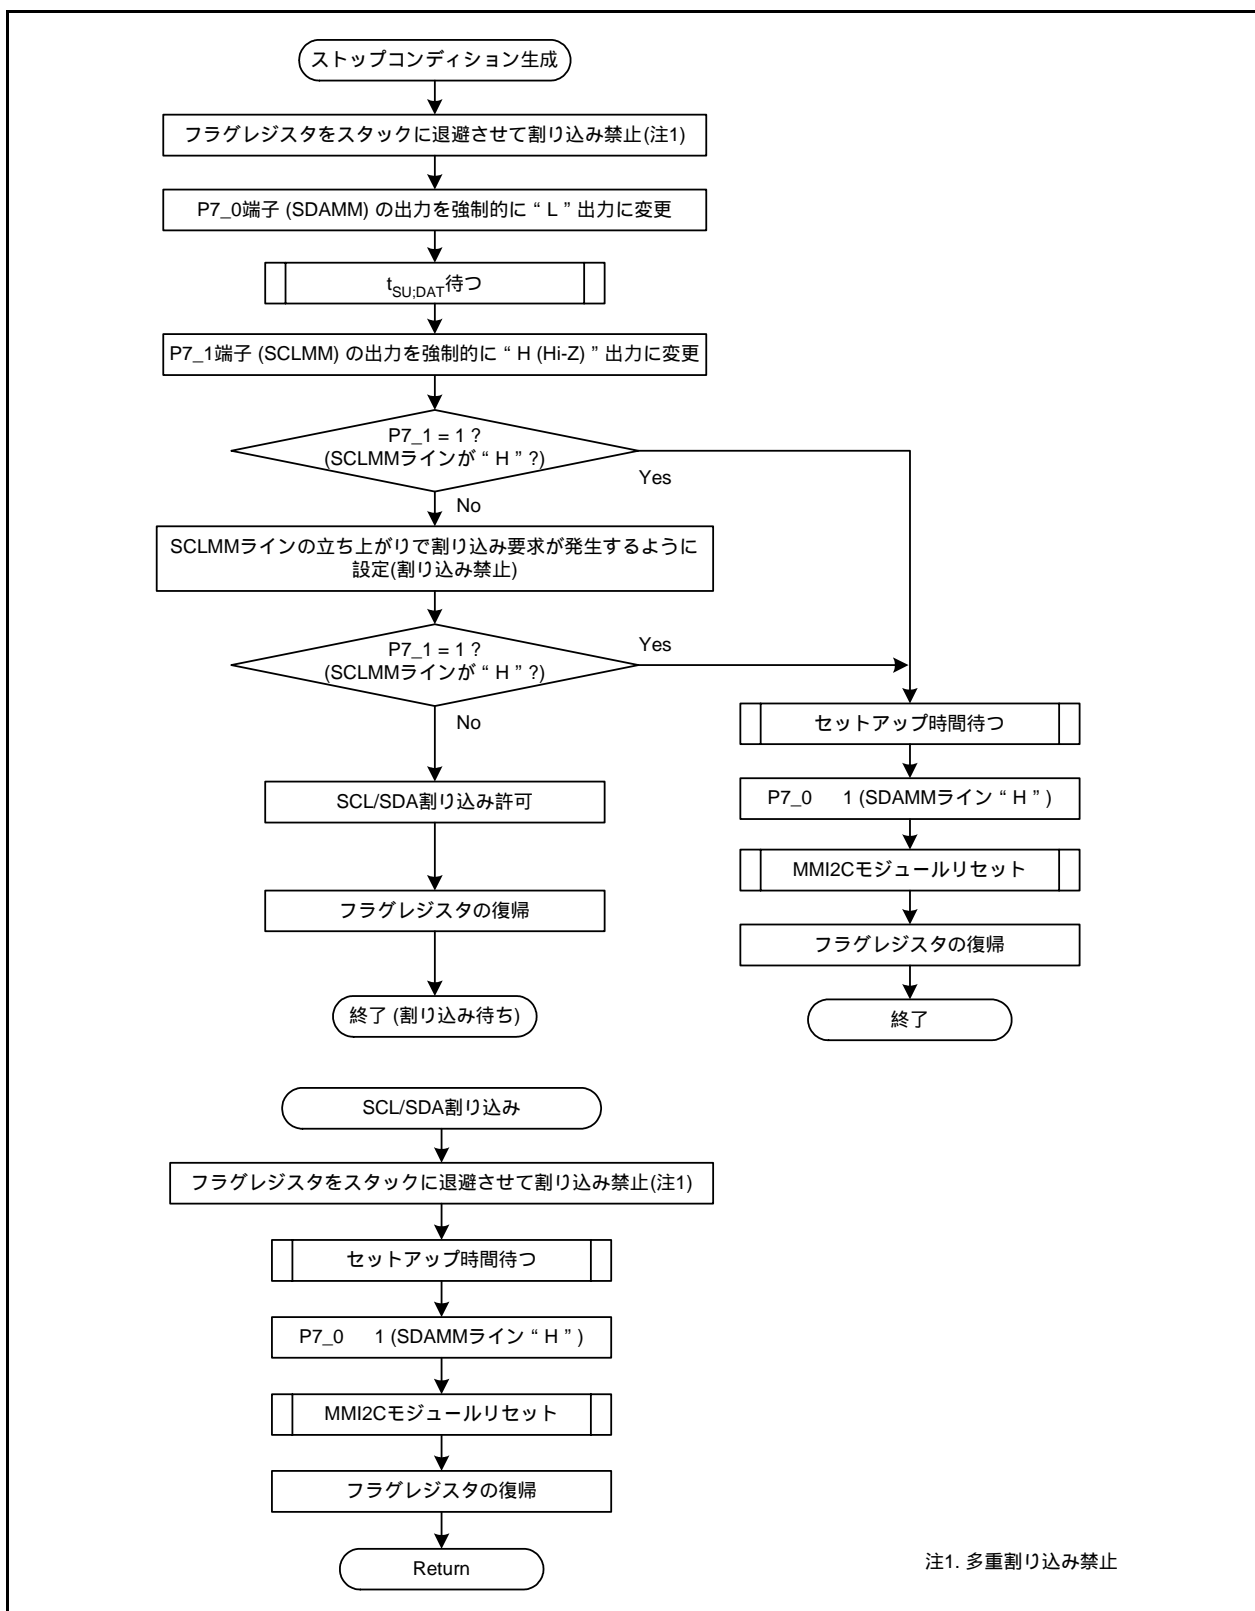 ストップコンディション生成
フラグレジスタをスタックに退避させて割り込み禁止(注1)
P7_0端子 (SDAMM) の出力を強制的に “ L ” 出力に変更
tSU;DAT待つ
P7_1端子 (SCLMM) の出力を強制的に “ H (Hi-Z) ” 出力に変更
P7_1 = 1 ?
(SCLMMラインが “ H ” ?)
Yes
No
SCLMMラインの立ち上がりで割り込み要求が発生するように
設定(割り込み禁止)
P7_1 = 1 ?
(SCLMMラインが “ H ” ?)
Yes
No
SCL/SDA割り込み許可
フラグレジスタの復帰
終了 (割り込み待ち)
セットアップ時間待つ
P7_0 1 (SDAMMライン “ H ” )
MMI2Cモジュールリセット
フラグレジスタの復帰
終了
SCL/SDA割り込み
フラグレジスタをスタックに退避させて割り込み禁止(注1)
セットアップ時間待つ
P7_0 1 (SDAMMライン “ H ” )
MMI2Cモジュールリセット
フラグレジスタの復帰
Return
注1. 多重割り込み禁止